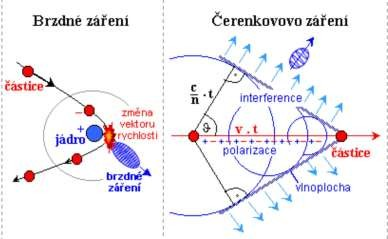 Brzdné záření
částice
změna
vektoru
rychlosti
jádro
brzdné
záření
Čerenkovovo záření
c/n · t
interference
ϑ
v . t
polarizace
částice
vlnoplocha